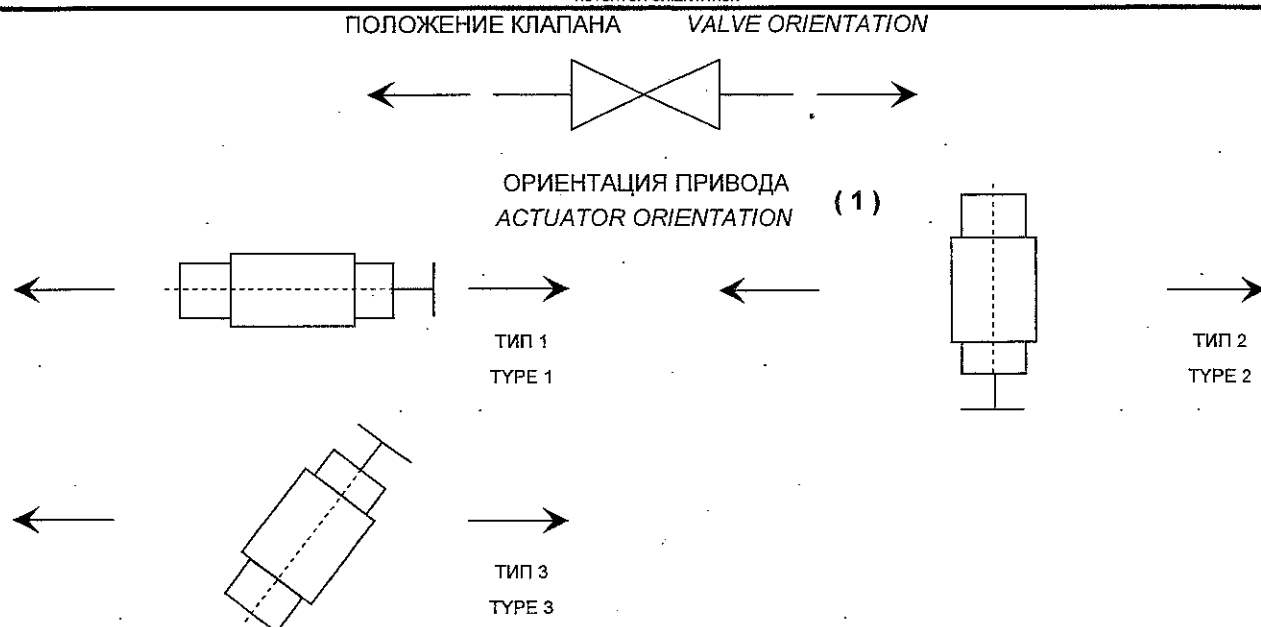 ПОЛОЖЕНИЕ КЛАПАНА VALVE ORIENTATION
ОРИЕНТАЦИЯ ПРИВОДА
ACTUATOR ORIENTATION
(1)
ТИП 1
TYPE 1
ТИП 2
TYPE 2
ТИП 3
TYPE 3